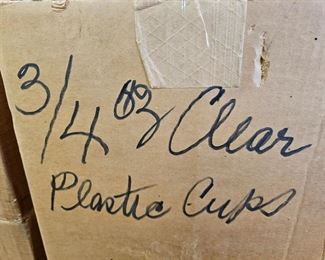 3/4 oz Clear
Plastic Cups